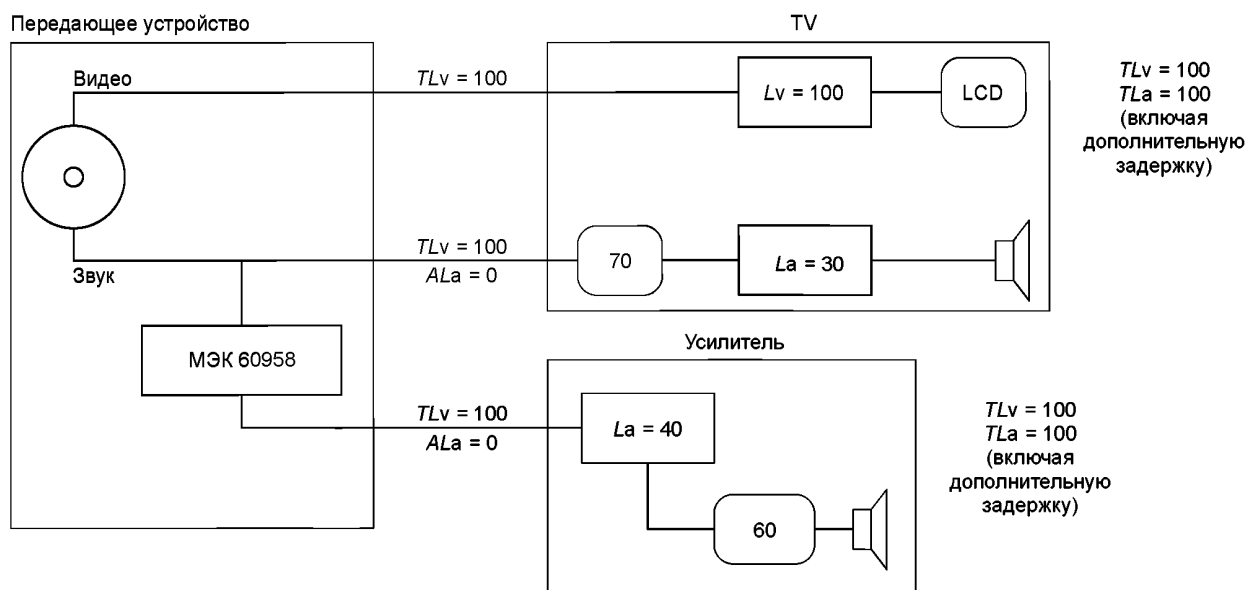 Передающее устройство
TV
Видео
TLv = 100
Lv = 100
LCD
TLv = 100
TLa = 100
(включая
дополнительную
задержку)
Звук
TLv = 100
ALa = 0
70
La = 30
МЭК 60958
Усилитель
TLv = 100
ALa = 0
La = 40
60
TLv = 100
TLa = 100
(включая
дополнительную
задержку)